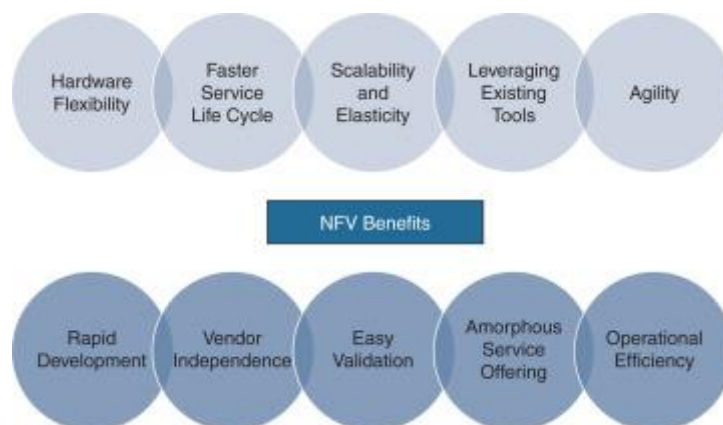 Hardware
Flexibility
Faster
Service
Life Cycle
Scalability
and
Elasticity
Leveraging
Existing
Tools
Agility
NFV Benefits
Rapid
Development
Vendor
Independence
Easy
Validation
Amorphous
Service
Offering
Operational
Efficiency